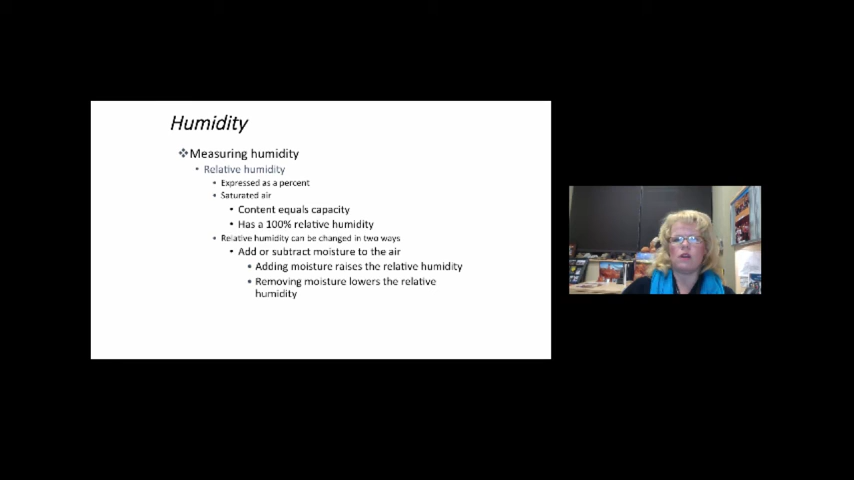 Humidity
Measuring humidity
Relative humidity
Expressed as a percent
Saturated air
Content equals capacity
Has a 100% relative humidity
Relative humidity can be changed in two ways
Add or subtract moisture to the air
Adding moisture raises the relative humidity
Removing moisture lowers the relative
humidity